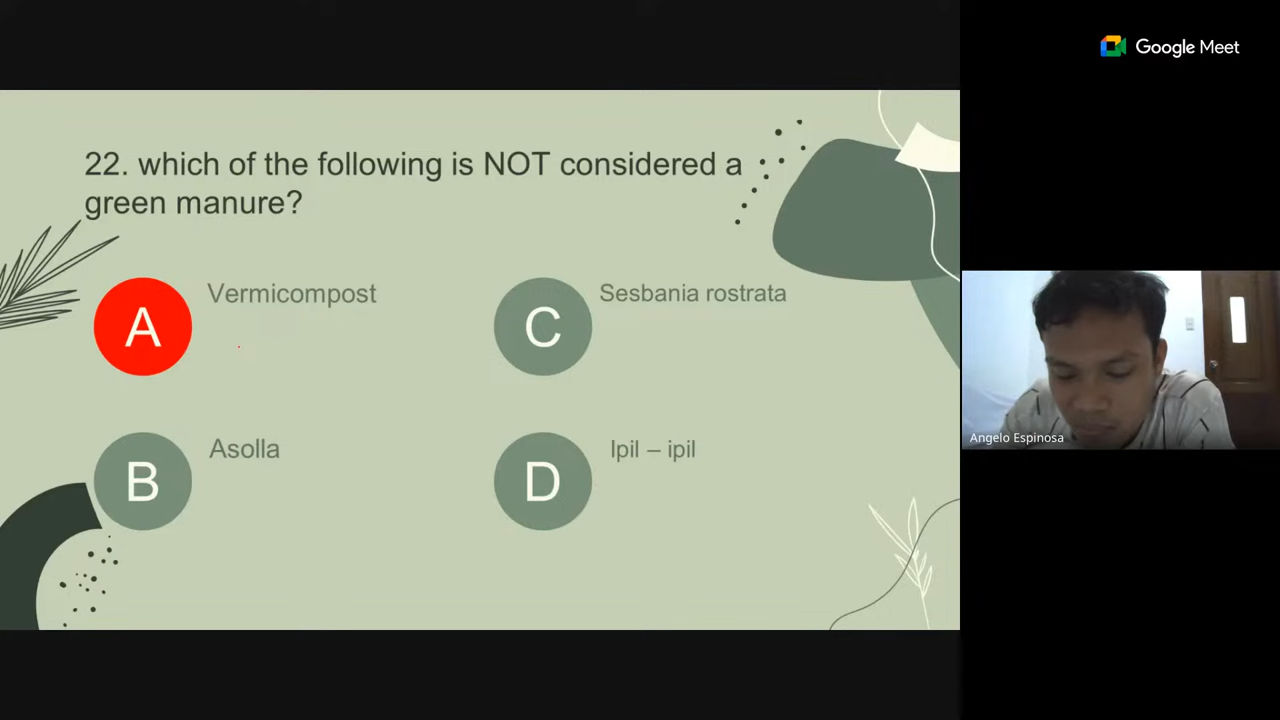 Google Meet
22. which of the following is NOT considered a
green manure?
A
Vermicompost
C
Sesbania rostrata
B
Asolla
D
Ipil – ipil
Angelo Espinosa